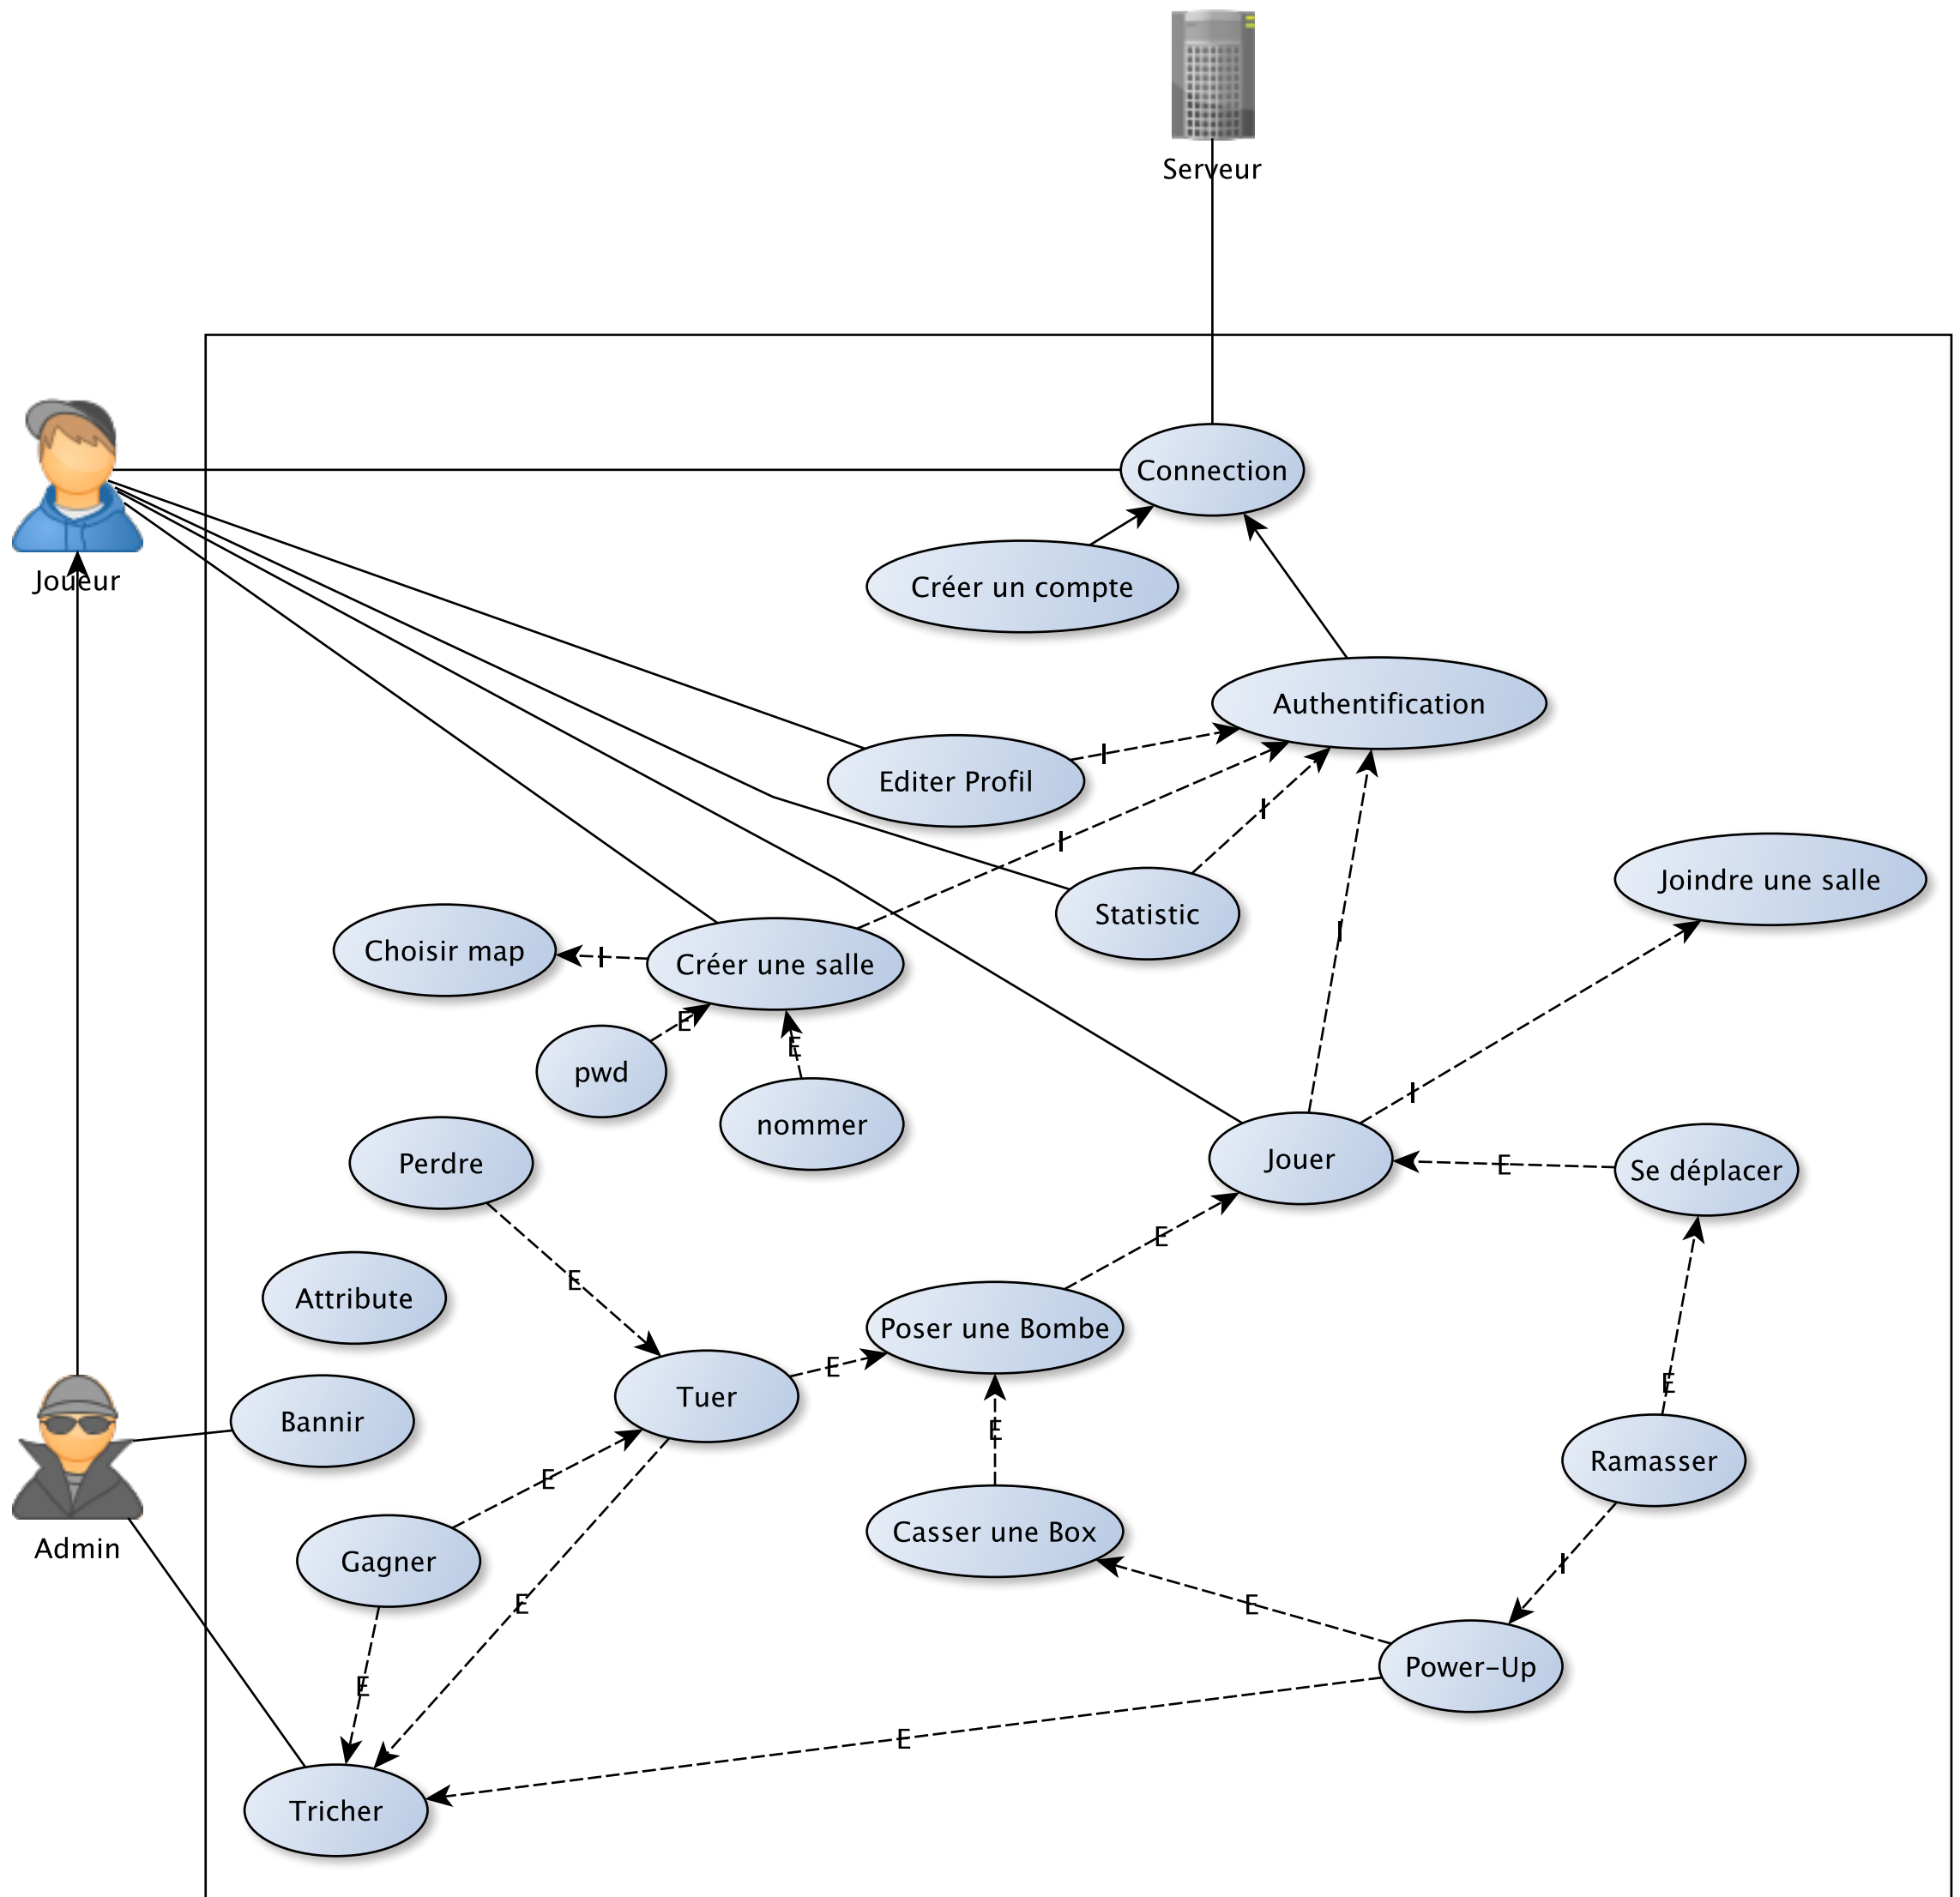 Serveur
Connection
Joueur
Créer un compte
Authentification
I
Editer Profil
I
I
Joindre une salle
Statistic
I
Choisir map
I
Créer une salle
E
E
pwd
I
nommer
Jouer
E
Se déplacer
Perdre
E
E
Attribute
Poser une Bombe
E
E
Tuer
Bannir
E
Ramasser
E
Admin
Gagner
Casser une Box
I
E
E
E
Power-Up
E
Tricher